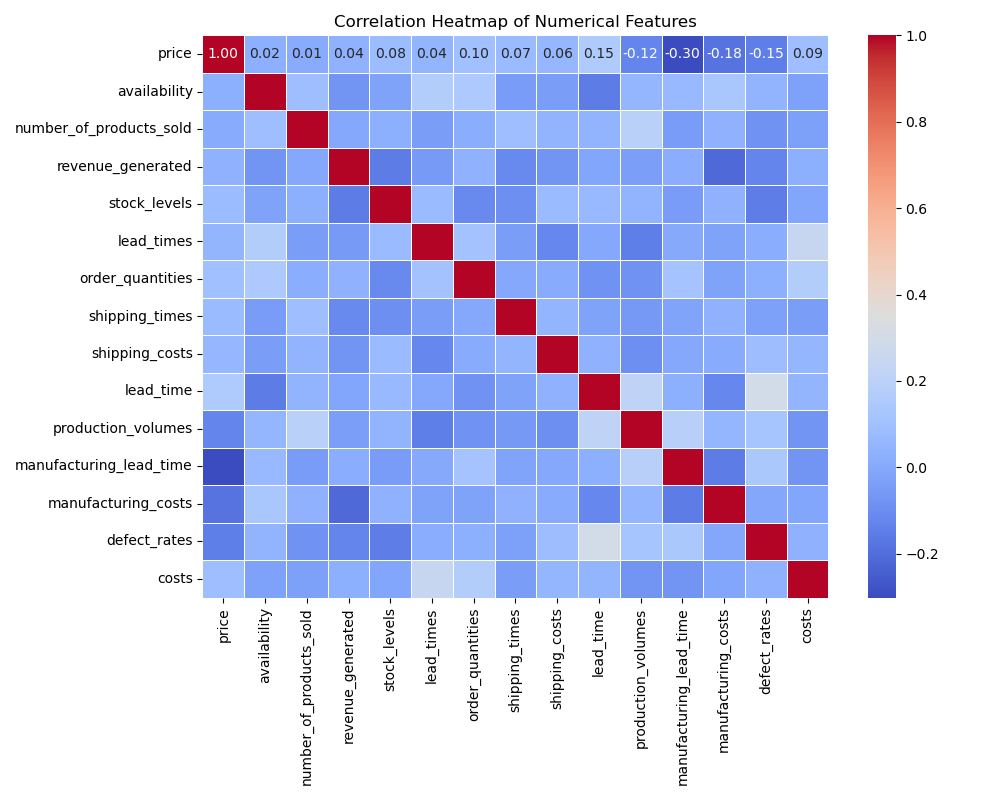 Correlation Heatmap of Numerical Features
price 1.00 0.02 0.01 0.04 0.08 0.04 0.10 0.07 0.06 0.15 -0.12 -0.30 -0.18 -0.15 0.09
availability
number_of_products_sold
revenue_generated
stock_levels
lead_times
order_quantities
shipping_times
shipping_costs
lead_time
production_volumes
manufacturing_lead_time
manufacturing_costs
defect_rates
costs
price
availability
number_of_products_sold
revenue_generated
stock_levels
lead_times
order_quantities
shipping_times
shipping_costs
lead_time
production_volumes
manufacturing_lead_time
manufacturing_costs
defect_rates
costs
1.0
0.8
0.6
0.4
0.2
0.0
−0.2